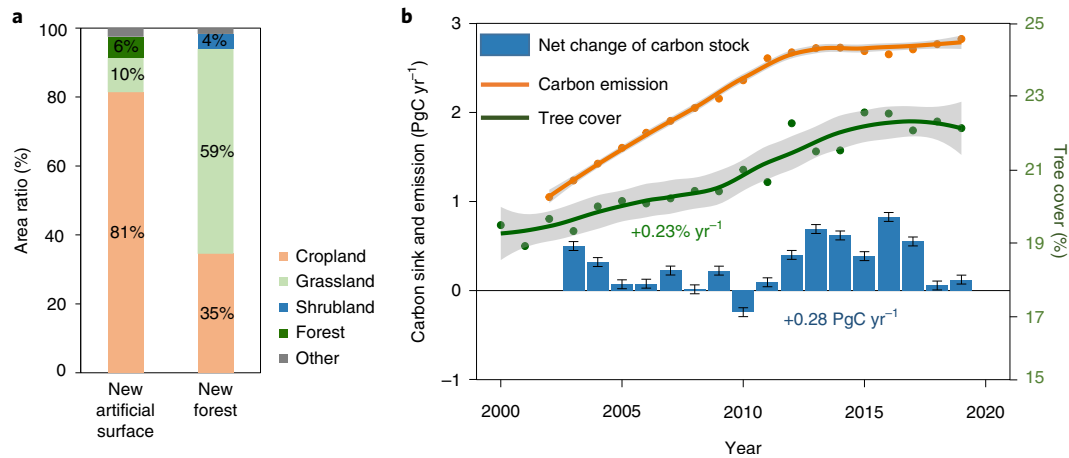 a
100
80
60
40
20
0
Area ratio (%)
6%
10%
81%
4%
59%
35%
New
artificial
surface
New
forest
Cropland
Grassland
Shrubland
Forest
Other
b
3
2
1
0
–1
Carbon sink and emission (PgC yr⁻¹)
Net change of carbon stock
Carbon emission
Tree cover
+0.23% yr⁻¹
+0.28 PgC yr⁻¹
25
23
21
19
17
15
Tree cover (%)
2000
2005
2010
2015
2020
Year